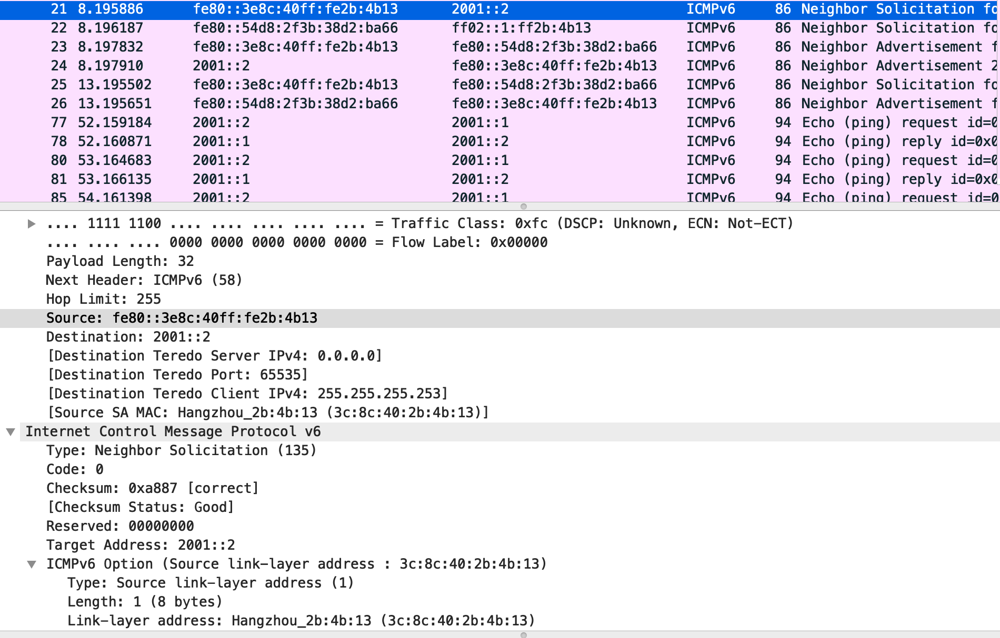 21 8.195886 fe80::3e8c:40ff:fe2b:4b13 2001::2 ICMPv6 86 Neighbor Solicitation fo
22 8.196187 fe80::54d8:2f3b:38d2:ba66 ff02::1:ff2b:4b13 ICMPv6 86 Neighbor Solicitation fo
23 8.197832 fe80::3e8c:40ff:fe2b:4b13 fe80::54d8:2f3b:38d2:ba66 ICMPv6 86 Neighbor Advertisement f
24 8.197910 2001::2 fe80::3e8c:40ff:fe2b:4b13 ICMPv6 86 Neighbor Advertisement 2
25 13.195502 fe80::3e8c:40ff:fe2b:4b13 fe80::54d8:2f3b:38d2:ba66 ICMPv6 86 Neighbor Solicitation fo
26 13.195651 fe80::54d8:2f3b:38d2:ba66 fe80::3e8c:40ff:fe2b:4b13 ICMPv6 86 Neighbor Advertisement f
77 52.159184 2001::2 2001::1 ICMPv6 94 Echo (ping) request id=0
78 52.160871 2001::1 2001::2 ICMPv6 94 Echo (ping) reply id=0x0
80 53.164683 2001::2 2001::1 ICMPv6 94 Echo (ping) request id=0
81 53.166135 2001::1 2001::2 ICMPv6 94 Echo (ping) reply id=0x0
85 54.161398 2001::2 2001::1 ICMPv6 94 Echo (ping) request id=0
.... 1111 1100 .... .... .... .... .... = Traffic Class: 0xfc (DSCP: Unknown, ECN: Not-ECT)
.... .... .... 0000 0000 0000 0000 0000 = Flow Label: 0x00000
Payload Length: 32
Next Header: ICMPv6 (58)
Hop Limit: 255
Source: fe80::3e8c:40ff:fe2b:4b13
Destination: 2001::2
[Destination Teredo Server IPv4: 0.0.0.0]
[Destination Teredo Port: 65535]
[Destination Teredo Client IPv4: 255.255.255.253]
[Source SA MAC: Hangzhou_2b:4b:13 (3c:8c:40:2b:4b:13)]
Internet Control Message Protocol v6
Type: Neighbor Solicitation (135)
Code: 0
Checksum: 0xa887 [correct]
[Checksum Status: Good]
Reserved: 00000000
Target Address: 2001::2
ICMPv6 Option (Source link-layer address : 3c:8c:40:2b:4b:13)
Type: Source link-layer address (1)
Length: 1 (8 bytes)
Link-layer address: Hangzhou_2b:4b:13 (3c:8c:40:2b:4b:13)